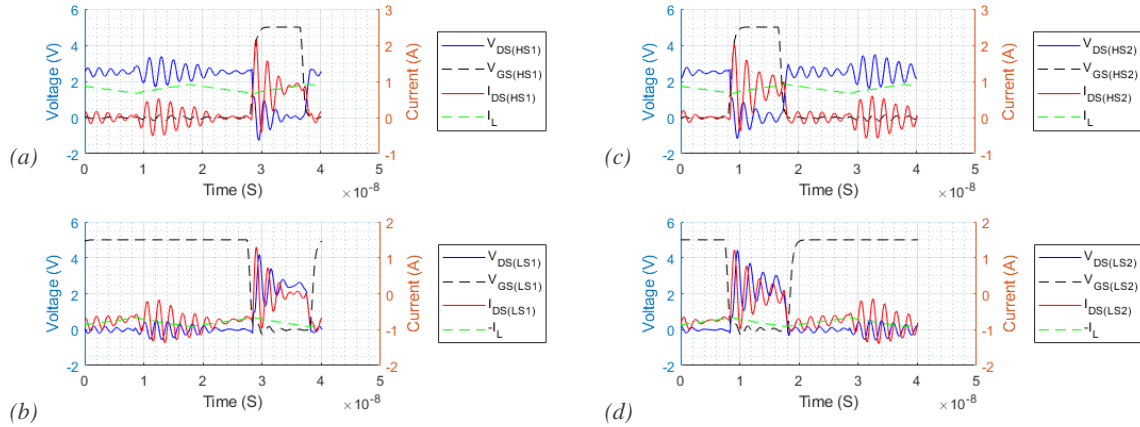 (a)
6
4
2
0
-2
Voltage (V)
3
2
1
0
-1
Current (A)
0 1 2 3 4 5
Time (S)
×10⁻⁸
V_DS(HS1)
V_GS(HS1)
I_DS(HS1)
I_L
(c)
6
4
2
0
-2
Voltage (V)
3
2
1
0
-1
Current (A)
0 1 2 3 4 5
Time (S)
×10⁻⁸
V_DS(HS2)
V_GS(HS2)
I_DS(HS2)
I_L
(b)
6
4
2
0
-2
Voltage (V)
2
1
0
-1
-2
Current (A)
0 1 2 3 4 5
Time (S)
×10⁻⁸
V_DS(LS1)
V_GS(LS1)
I_DS(LS1)
-I_L
(d)
6
4
2
0
-2
Voltage (V)
2
1
0
-1
-2
Current (A)
0 1 2 3 4 5
Time (S)
×10⁻⁸
V_DS(LS2)
V_GS(LS2)
I_DS(LS2)
-I_L